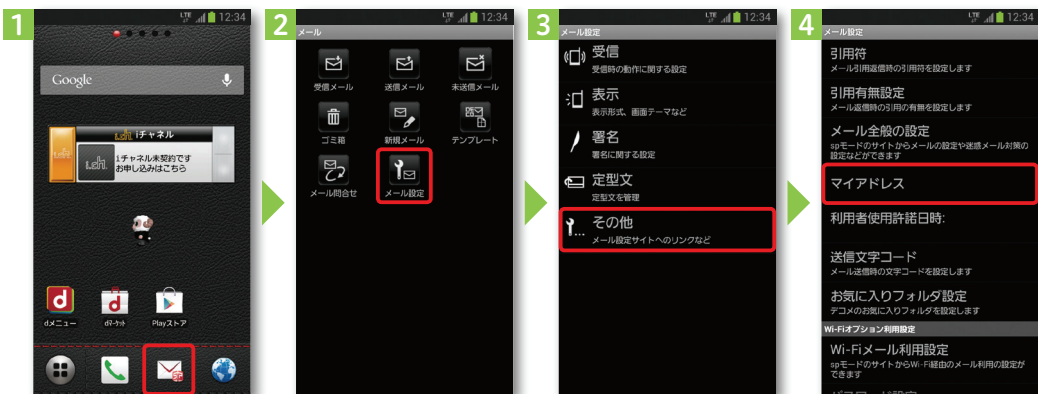 1
LTE 12:34
Google
i.ch iチャネル
i.ch
iチャネル未契約です
お申し込みはこちら
dメニュー
dマーケット
Playストア
2
LTE 12:34
メール
受信メール
送信メール
未送信メール
ゴミ箱
新規メール
テンプレート
メール問合せ
メール設定
3
LTE 12:34
メール設定
受信
受信時の動作に関する設定
表示
表示形式、画面テーマなど
署名
署名に関する設定
定型文
定型文を管理
その他
メール設定サイトへのリンクなど
4
LTE 12:34
メール設定
引用符
メール引用返信時の引用符を設定します
引用有無設定
メール返信時の引用の有無を設定します
メール全般の設定
spモードのサイトからメールの設定や迷惑メール対策の
設定などができます
マイアドレス
利用者使用許諾日時:
送信文字コード
メール送信時の文字コードを設定します
お気に入りフォルダ設定
デコメのお気に入りフォルダを設定します
Wi-Fiオプション利用設定
Wi-Fiメール利用設定
spモードのサイトからWi-Fi経由のメール利用の設定が
できます